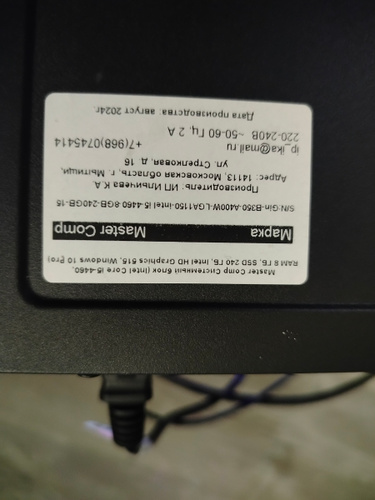 Master Comp Системный блок (Intel Core i5-4460,
RAM 8 ГБ, SSD 240 ГБ, Intel HD Graphics 515, Windows 10 Pro)
Марка Master Comp
S/N:Gin-B350-A400W-LGA1150-intel i5-4460 8GB-240GB-15
Производитель: ИП Ильичева К А
Адрес: 14113, Московская область, г. Мытищи,
ул. Стрелковая, д. 16
ip_ika@mail.ru +7(968)0745414
220-240В ~ 50-60 Гц, 2 А
Дата производства: август 2024г.